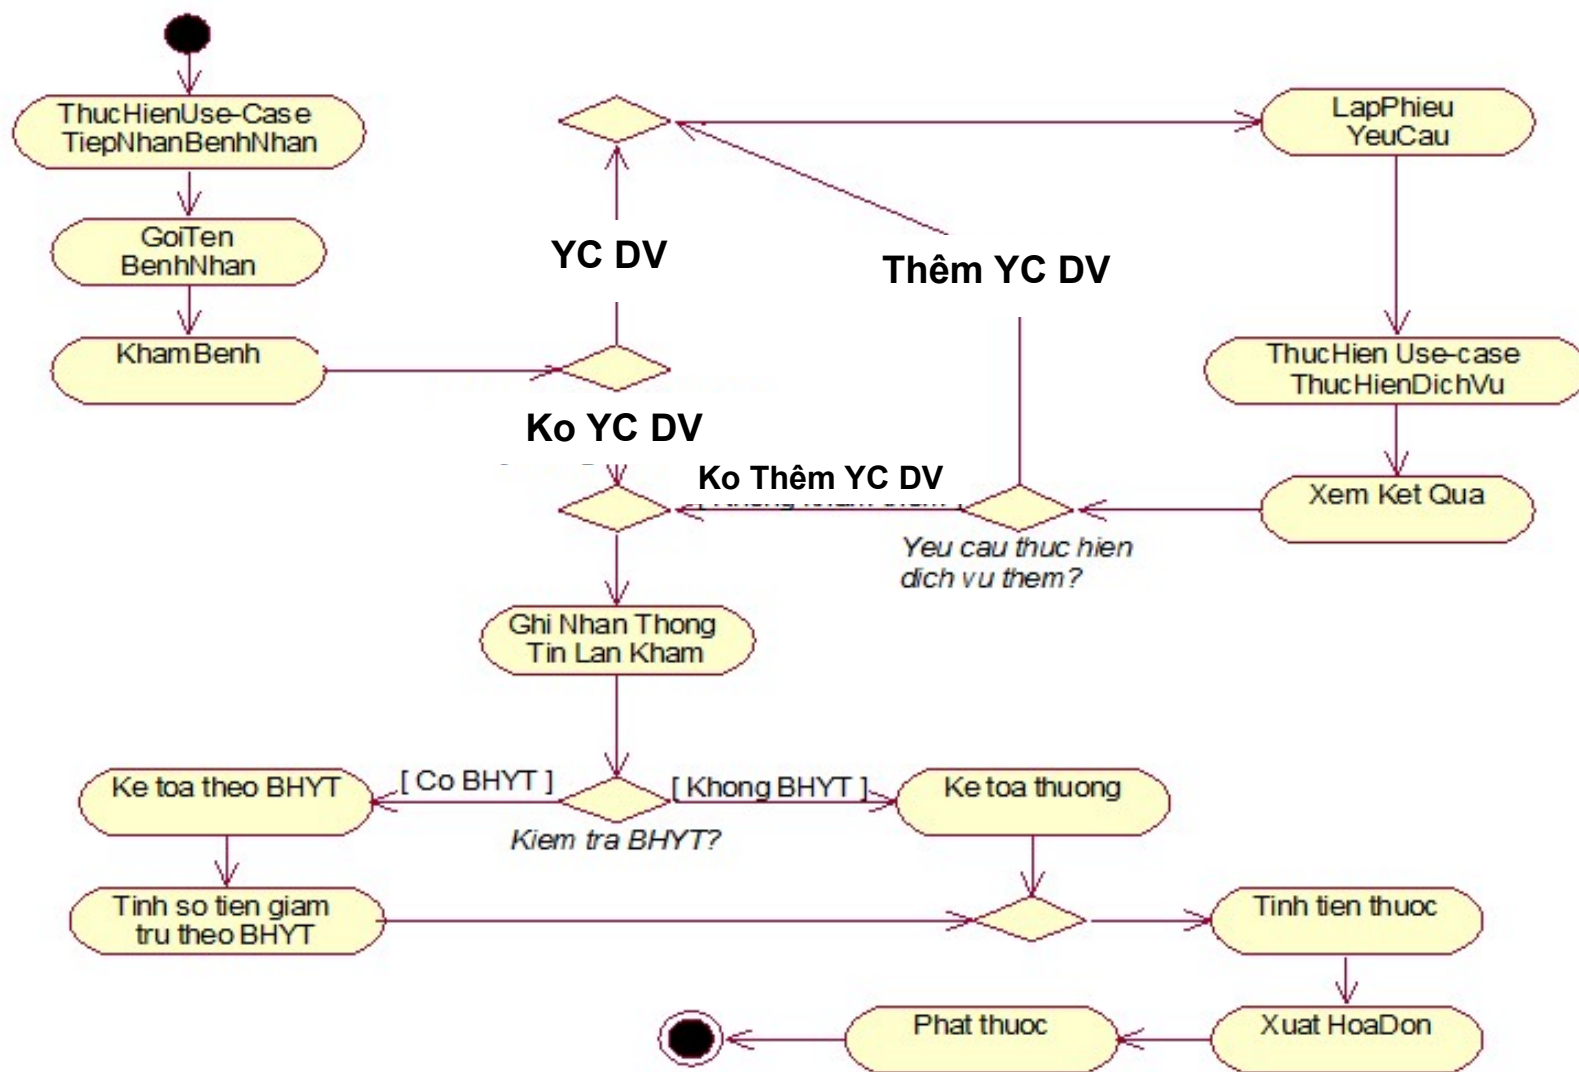 ThucHienUse-Case
TiepNhanBenhNhan
LapPhieu
YeuCau
GoiTen
BenhNhan
YC DV
Thêm YC DV
KhamBenh
ThucHien Use-case
ThucHienDichVu
Ko YC DV
Ko Thêm YC DV
Xem Ket Qua
Yeu cau thuc hien
dich vu them?
Ghi Nhan Thong
Tin Lan Kham
Ke toa theo BHYT
[ Co BHYT ]
[ Khong BHYT ]
Ke toa thuong
Kiem tra BHYT?
Tinh so tien giam
tru theo BHYT
Tinh tien thuoc
Phat thuoc
Xuat HoaDon